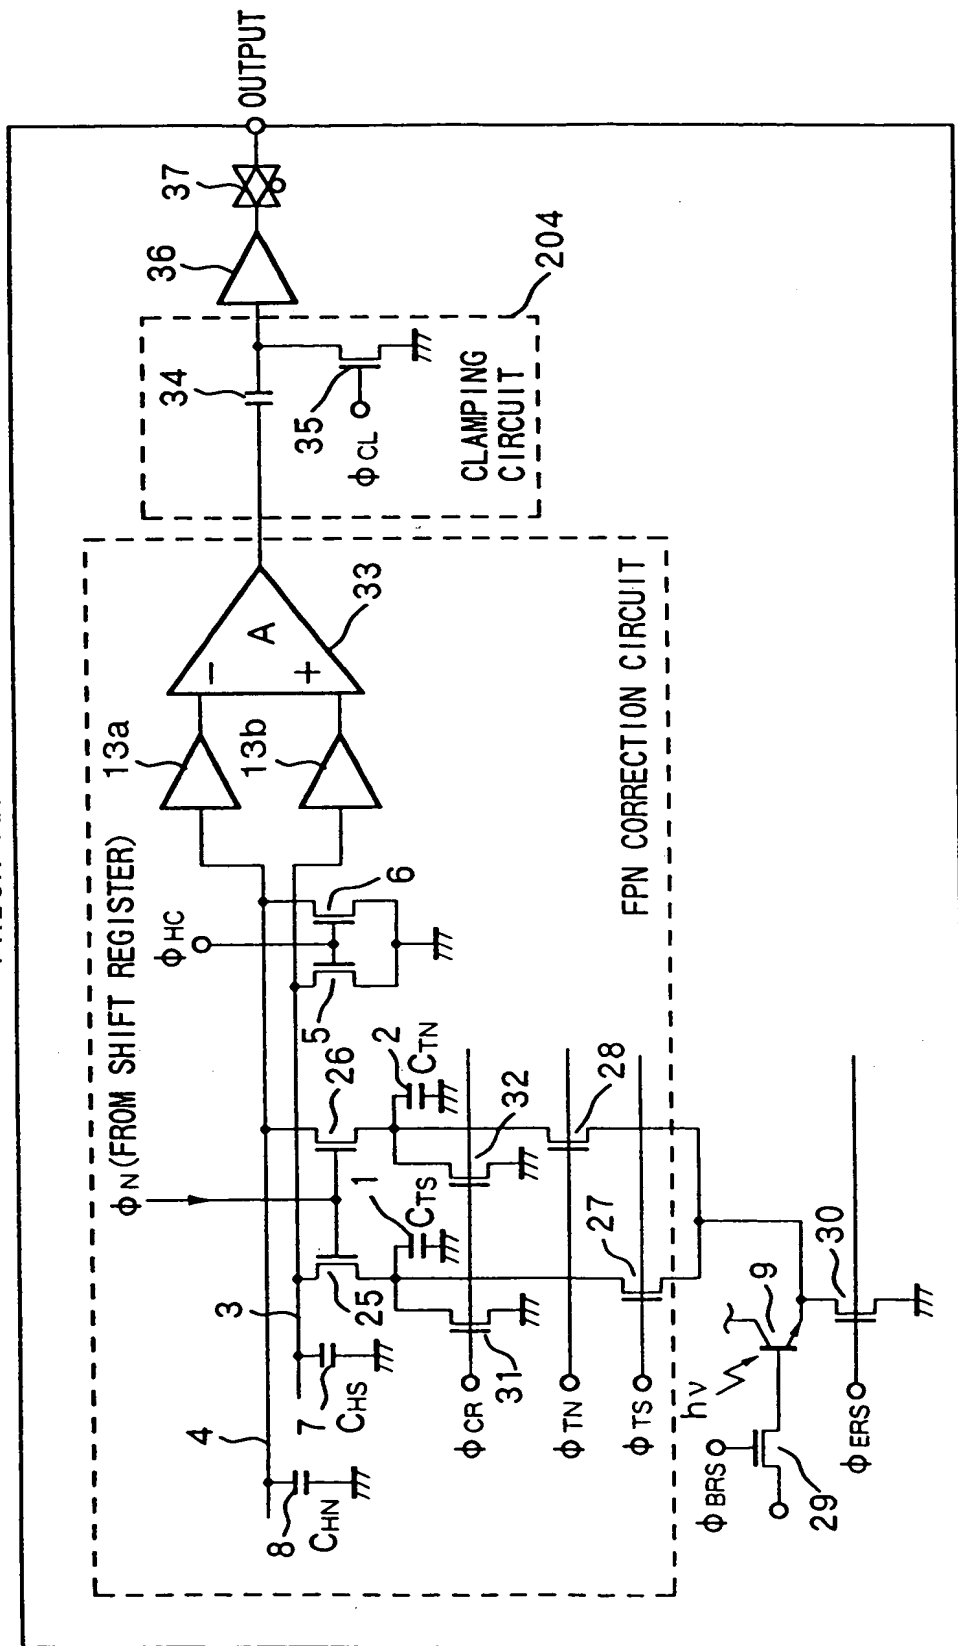 OUTPUT
37
36
204
34
35
ΦCL
CLAMPING
CIRCUIT
33
A
−
+
13a
13b
FPN CORRECTION CIRCUIT
ΦN(FROM SHIFT REGISTER)
ΦHC
6
5
26
2
CTN
32
28
1
CTS
27
25
3
4
7
CHS
8
CHN
31
ΦCR
ΦTN
ΦTS
hν
9
30
ΦBRS
29
ΦERS